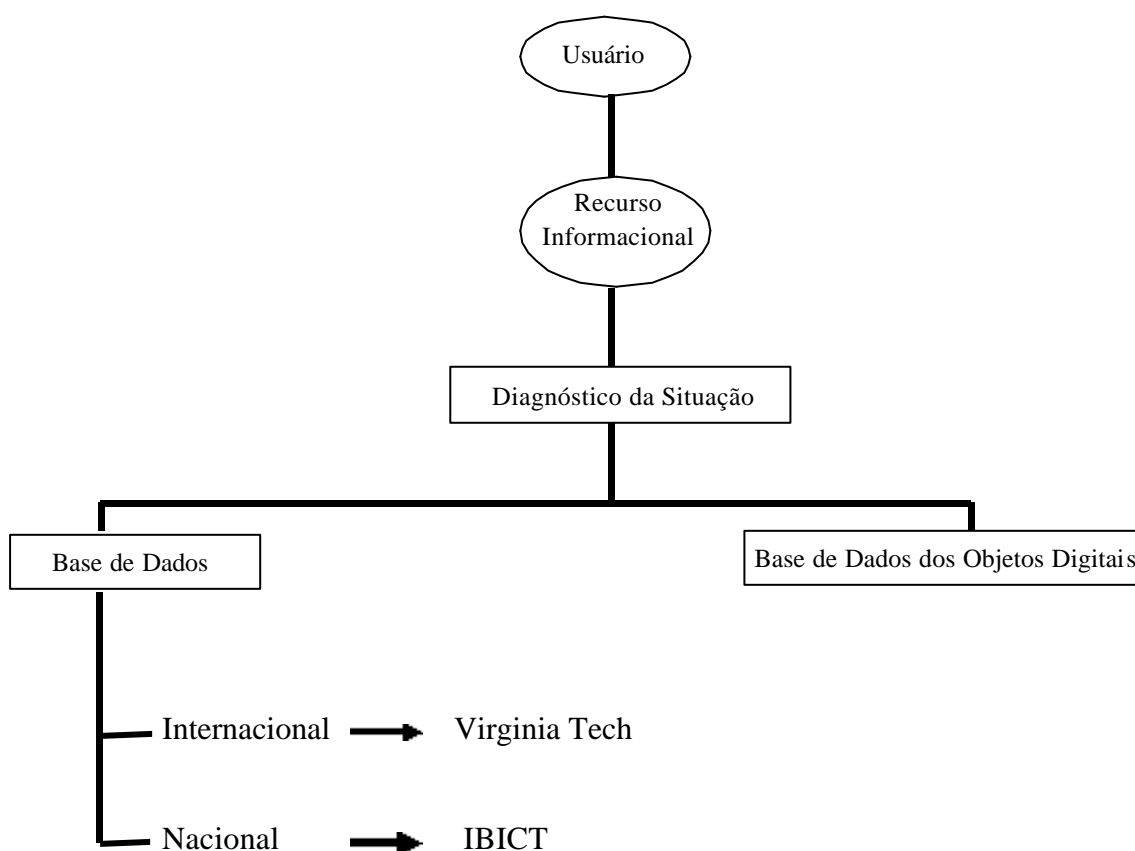 Usuário
Recurso
Informacional
Diagnóstico da Situação
Base de Dados
Base de Dados dos Objetos Digitais
Internacional
Virginia Tech
Nacional
IBICT